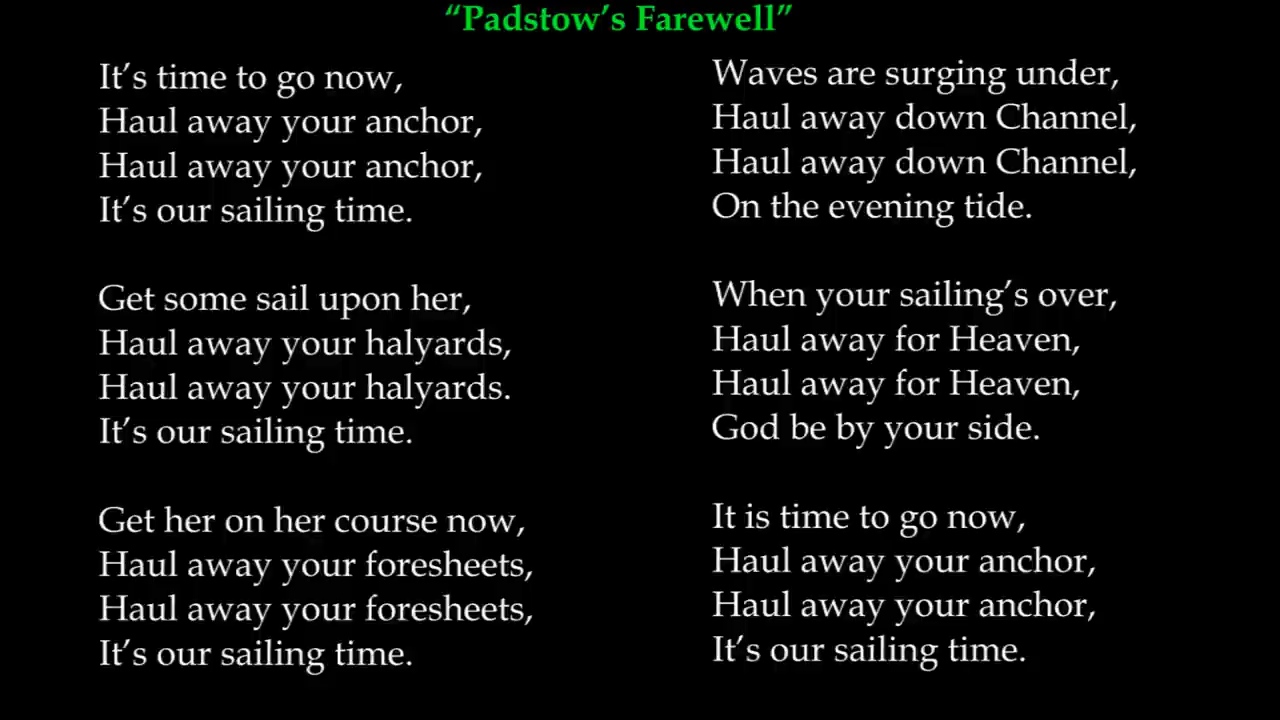 “Padstow’s Farewell”
It’s time to go now,
Haul away your anchor,
Haul away your anchor,
It’s our sailing time.
Get some sail upon her,
Haul away your halyards,
Haul away your halyards.
It’s our sailing time.
Get her on her course now,
Haul away your foresheets,
Haul away your foresheets,
It’s our sailing time.
Waves are surging under,
Haul away down Channel,
Haul away down Channel,
On the evening tide.
When your sailing’s over,
Haul away for Heaven,
Haul away for Heaven,
God be by your side.
It is time to go now,
Haul away your anchor,
Haul away your anchor,
It’s our sailing time.